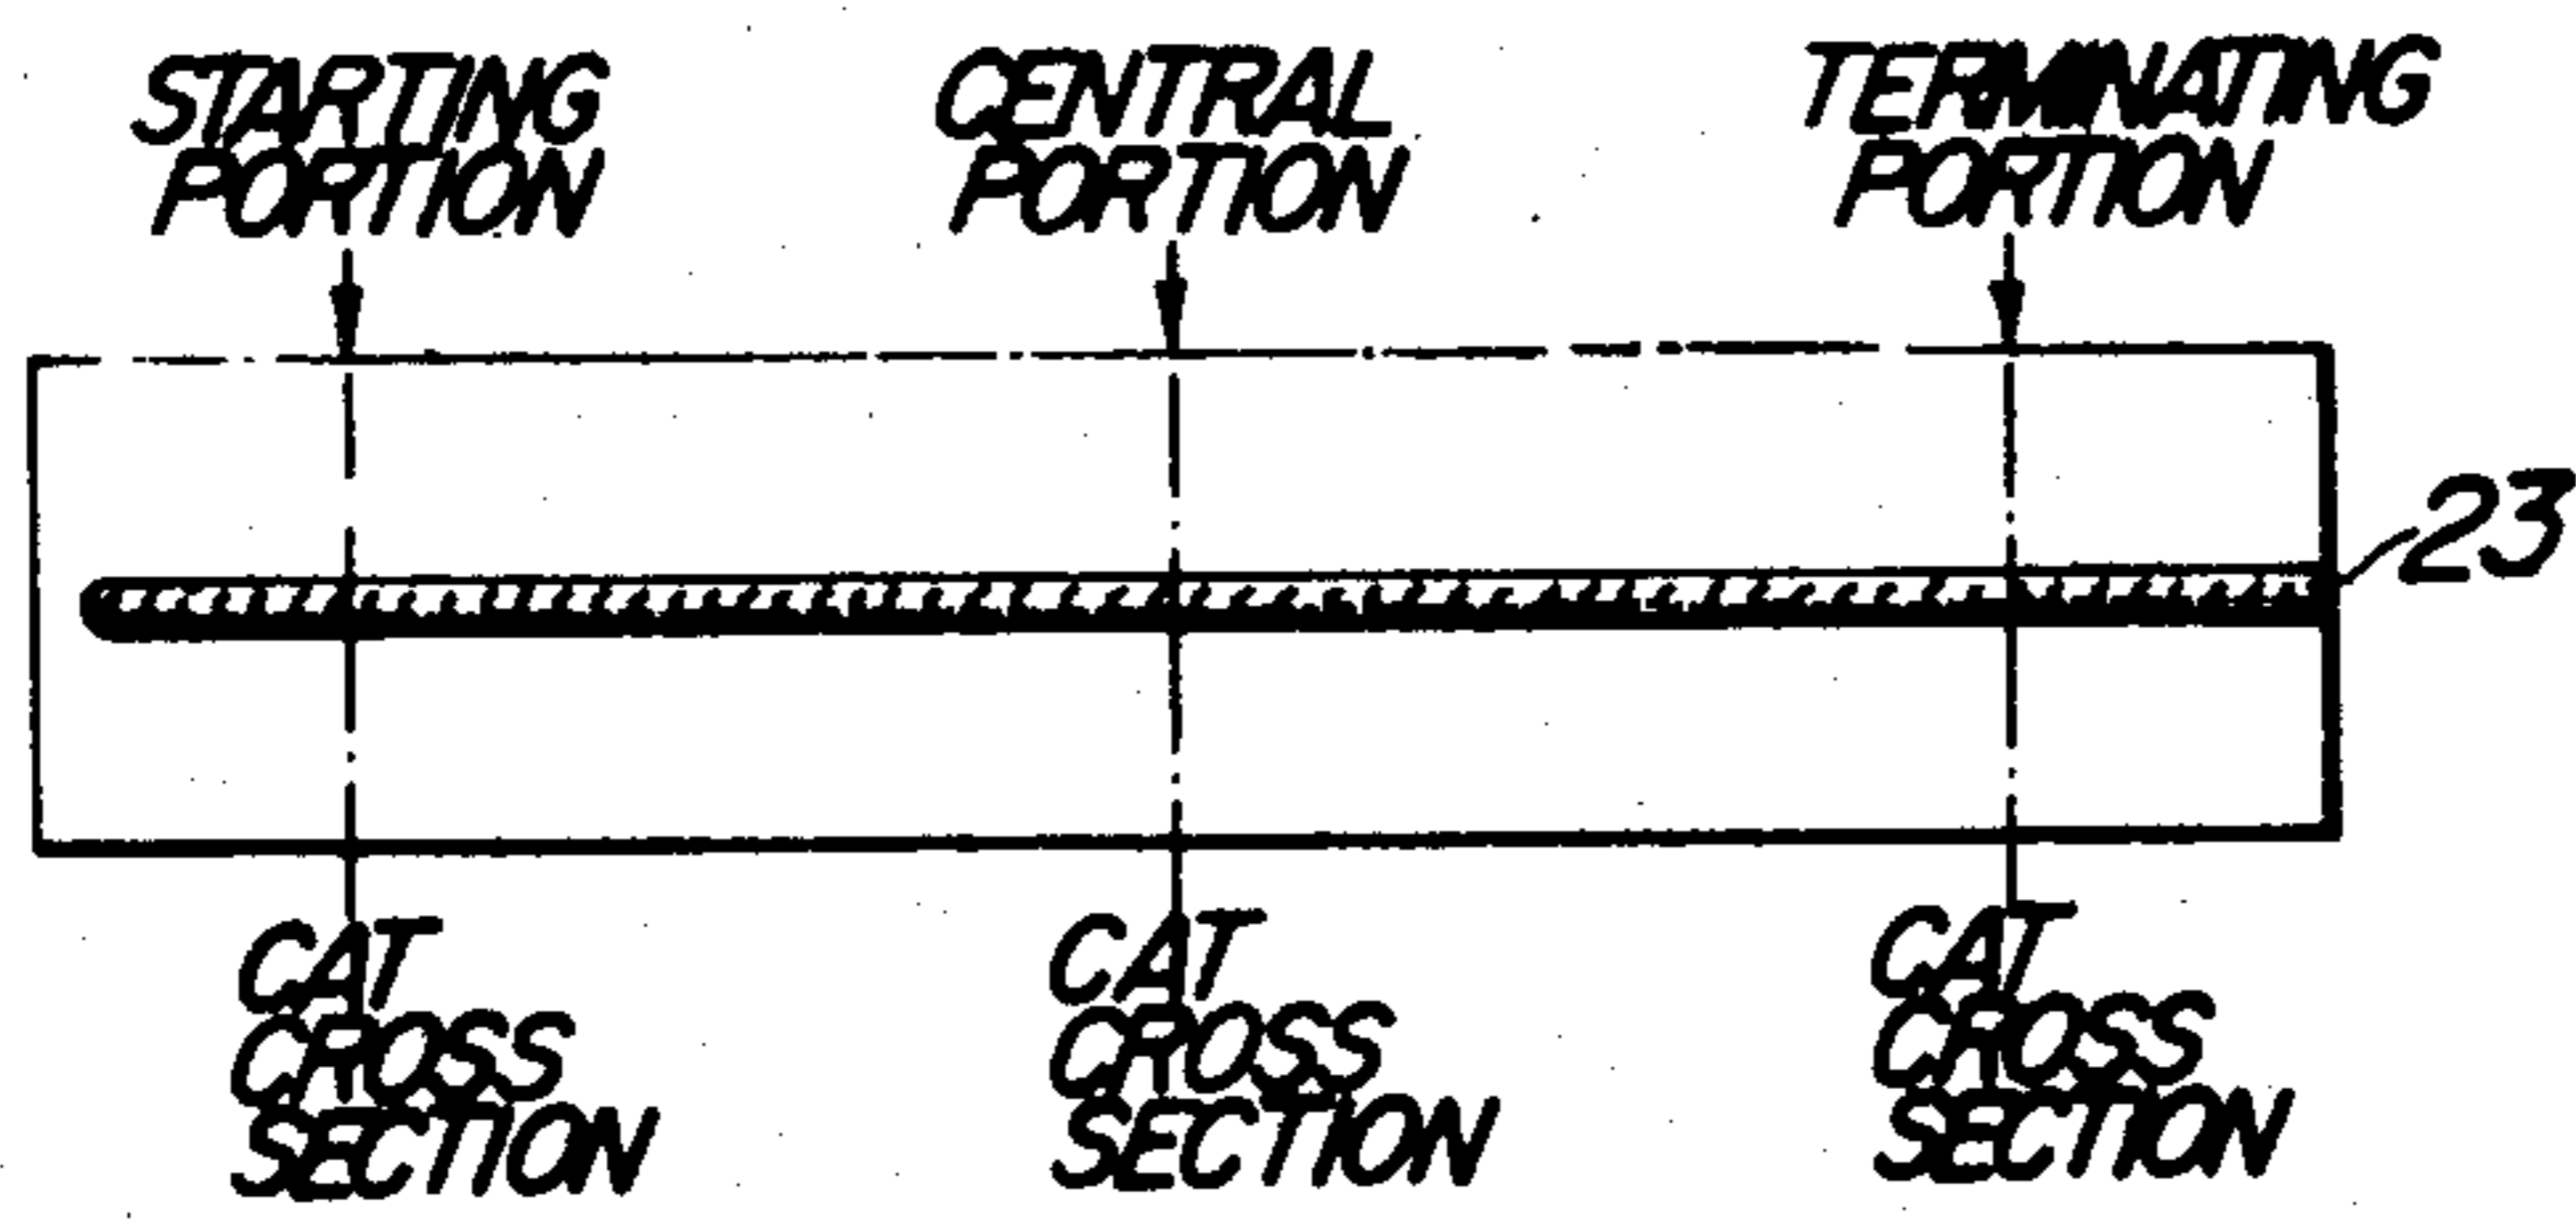 STARTING
PORTION
CENTRAL
PORTION
TERMINATING
PORTION
23
CAT
CROSS
SECTION
CAT
CROSS
SECTION
CAT
CROSS
SECTION